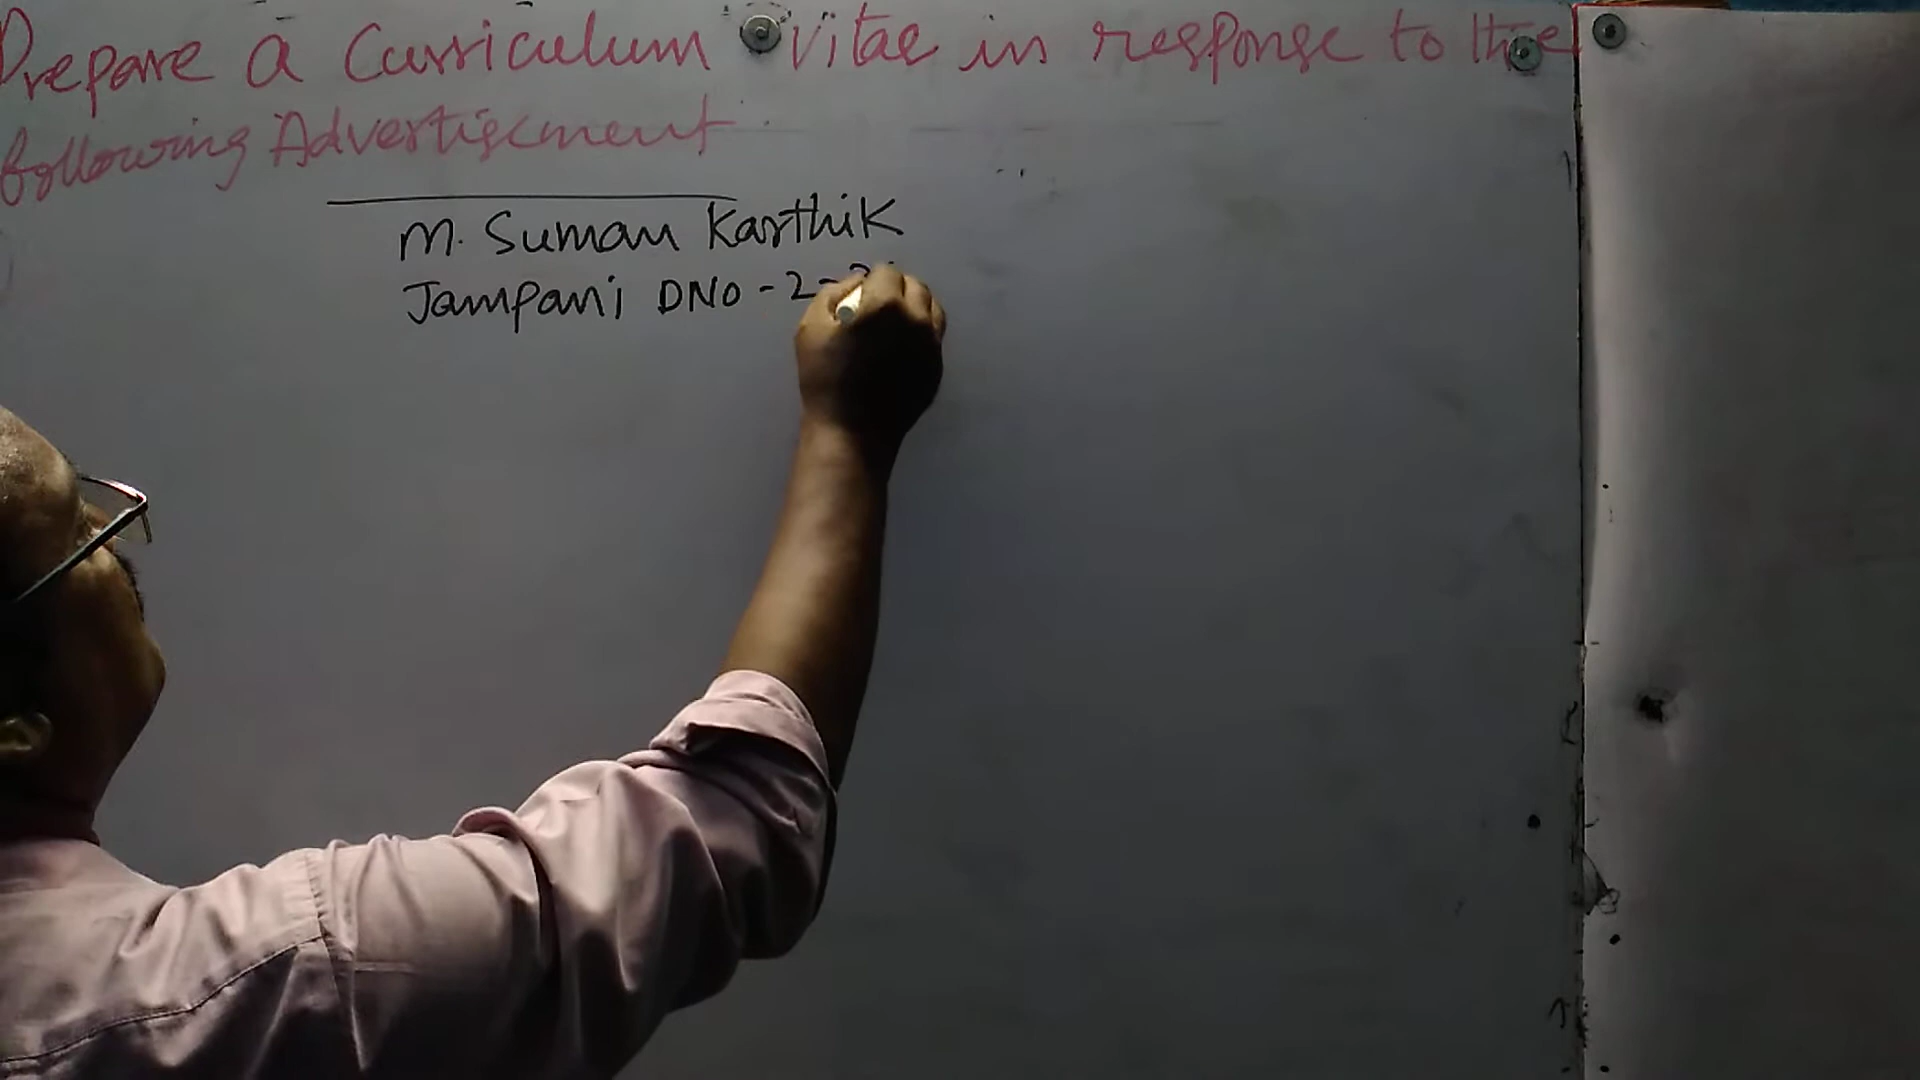 Prepare a Curriculum Vitae in response to the
following Advertisement
M. Suman Karthik
Jampani DNO - 2 -